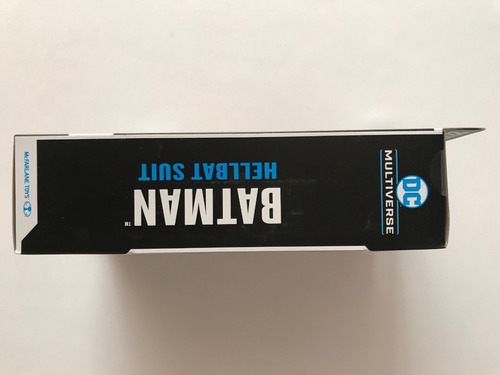 DC
MULTIVERSE
BATMAN™
HELLBAT SUIT
McFARLANE TOYS